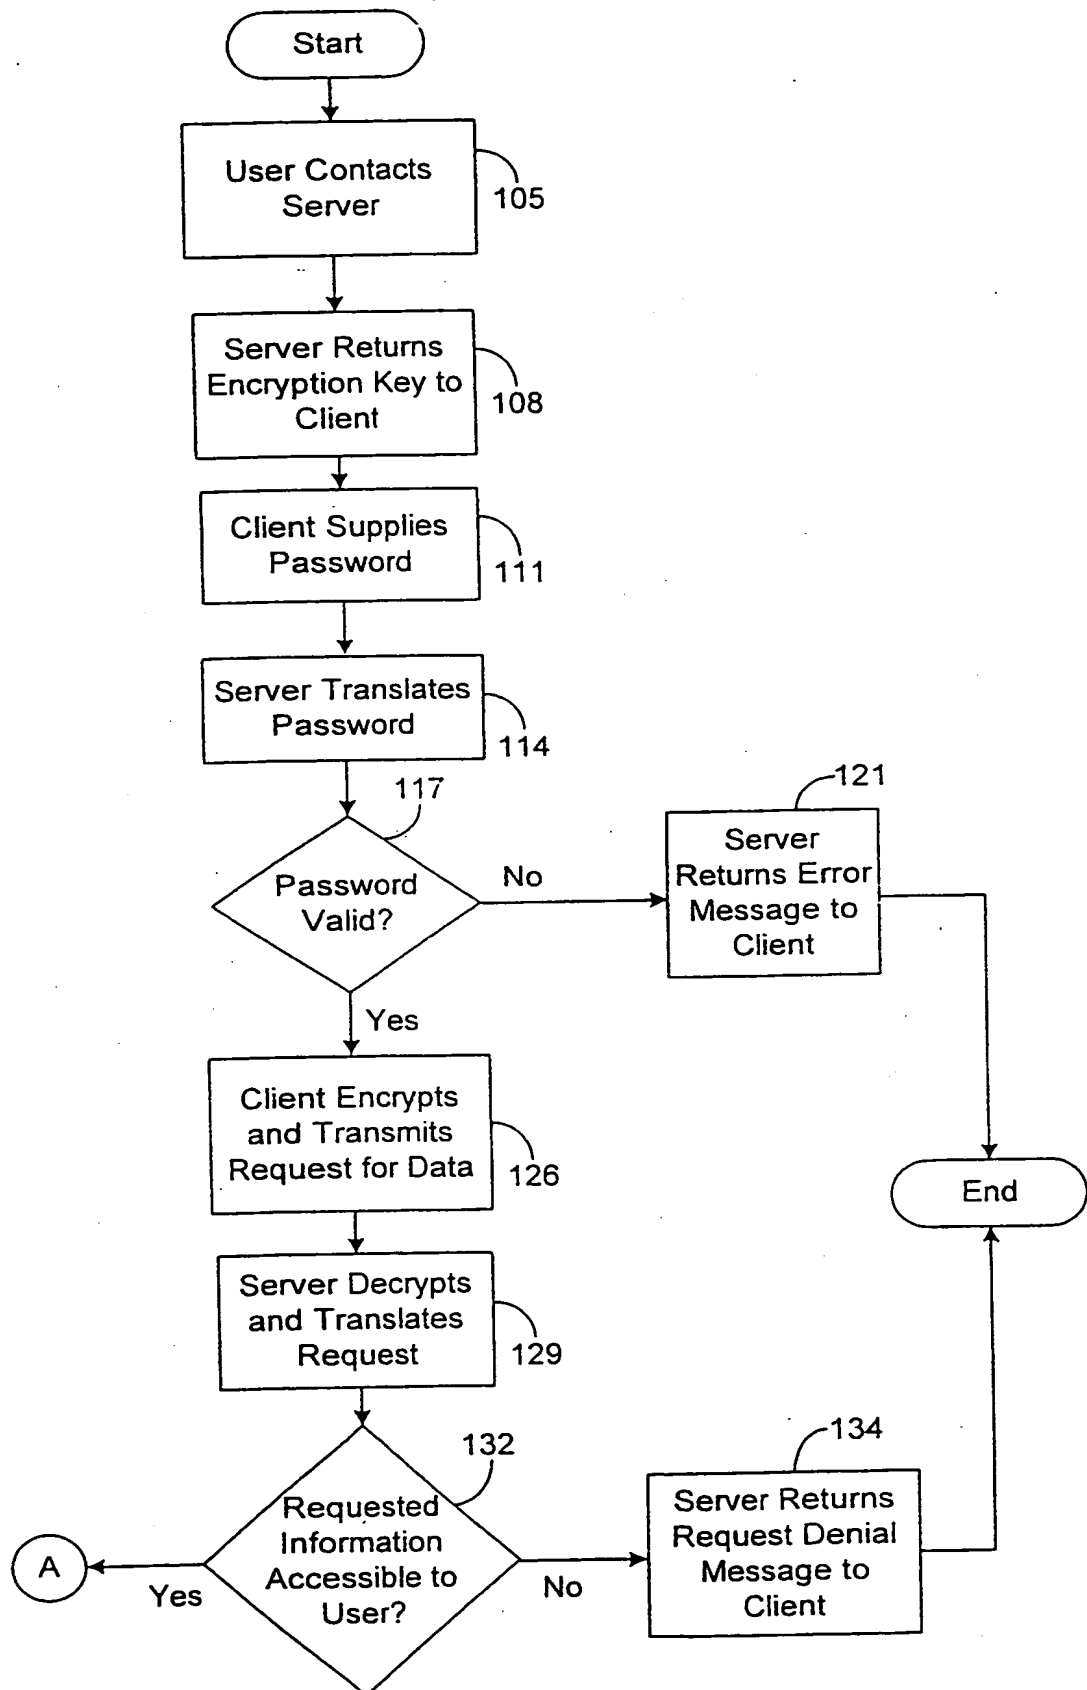 Start
User Contacts
Server
105
Server Returns
Encryption Key to
Client
108
Client Supplies
Password
111
Server Translates
Password
114
117
Password
Valid?
No
121
Server
Returns Error
Message to
Client
Yes
Client Encrypts
and Transmits
Request for Data
126
End
Server Decrypts
and Translates
Request
129
132
Requested
Information
Accessible to
User?
A
Yes
No
134
Server Returns
Request Denial
Message to
Client